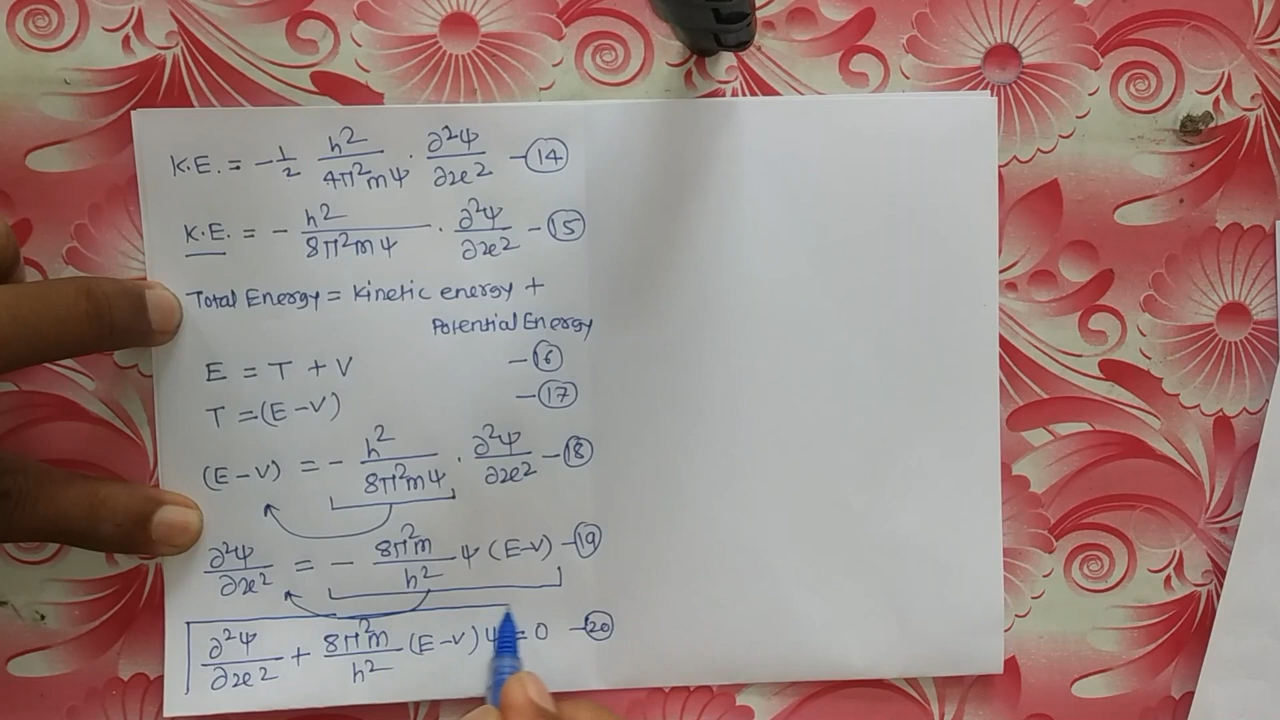 K.E. = -1/2 h²/4π²mψ · ∂²ψ/∂x² -⑭
K.E. = - h²/8π²mψ · ∂²ψ/∂x² -⑮
Total Energy = Kinetic energy +
Potential Energy
E = T + V -⑯
T = (E-V) -⑰
(E-V) = - h²/8π²mψ · ∂²ψ/∂x² -⑱
∂²ψ/∂x² = - 8π²m/h² ψ (E-V) -⑲
∂²ψ/∂x² + 8π²m/h² (E-V) ψ = 0 -⑳